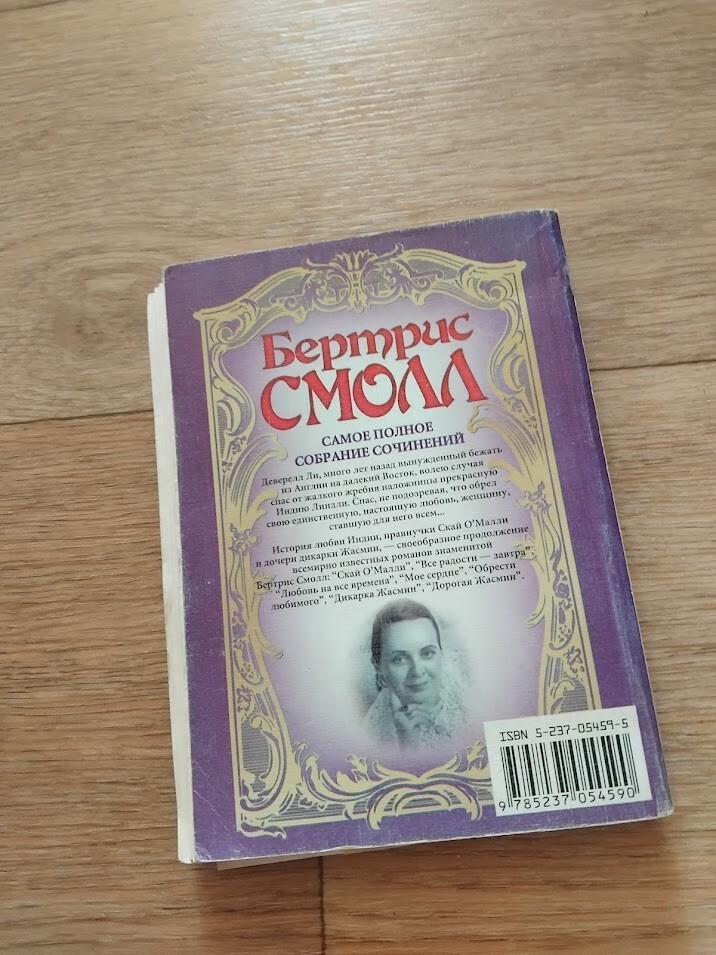 Бертрис
СМОЛЛ
САМОЕ ПОЛНОЕ
СОБРАНИЕ СОЧИНЕНИЙ
Деверелл Ли, много лет назад вынужденный бежать
из Англии на далекий Восток, волею случая
спас от жалкого жребия наложницы прекрасную
Индию Линдли. Спас, не подозревая, что обрел
свою единственную, настоящую любовь, женщину,
ставшую для него всем...
История любви Индии, правнучки Скай О'Малли
и дочери дикарки Жасмин, — своеобразное продолжение
всемирно известных романов знаменитой
Бертрис Смолл: "Скай О'Малли", "Все радости — завтра",
"Любовь на все времена", "Мое сердце", "Обрести
любимого", "Дикарка Жасмин", "Дорогая Жасмин".
ISBN 5-237-05459-5
9 785237 054590